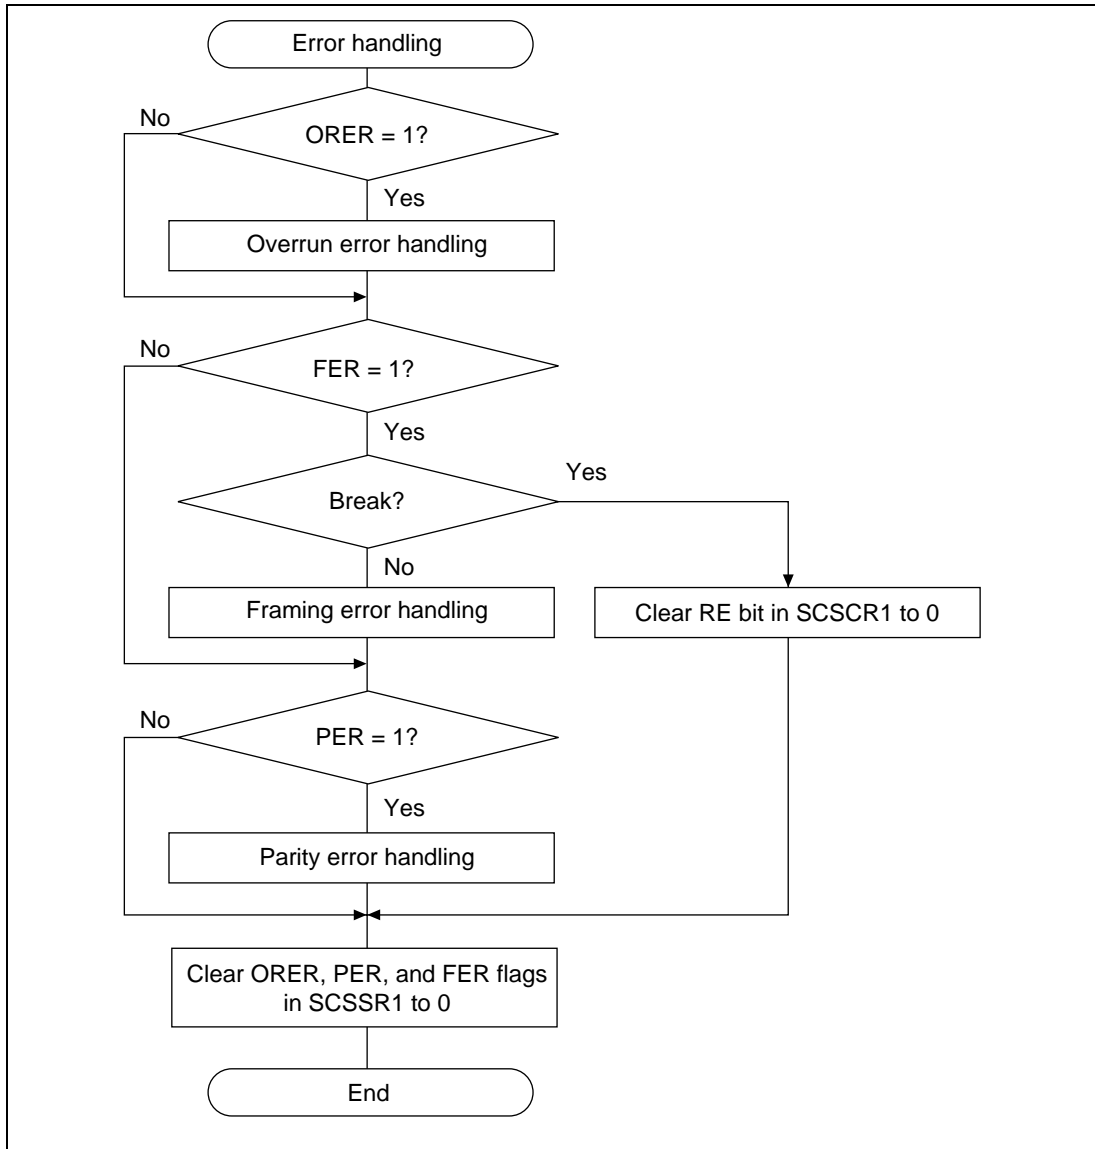 Error handling
No
ORER = 1?
Yes
Overrun error handling
No
FER = 1?
Yes
Yes
Break?
No
Framing error handling
Clear RE bit in SCSCR1 to 0
No
PER = 1?
Yes
Parity error handling
Clear ORER, PER, and FER flags
in SCSSR1 to 0
End